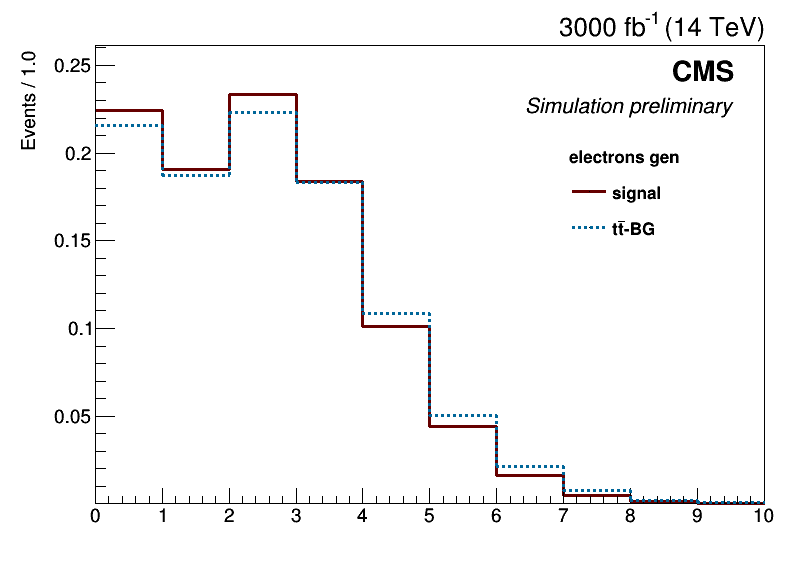 3000 fb⁻¹ (14 TeV)
Events / 1.0
CMS
Simulation preliminary
electrons gen
signal
tt̄-BG
0.25
0.2
0.15
0.1
0.05
0 1 2 3 4 5 6 7 8 9 10